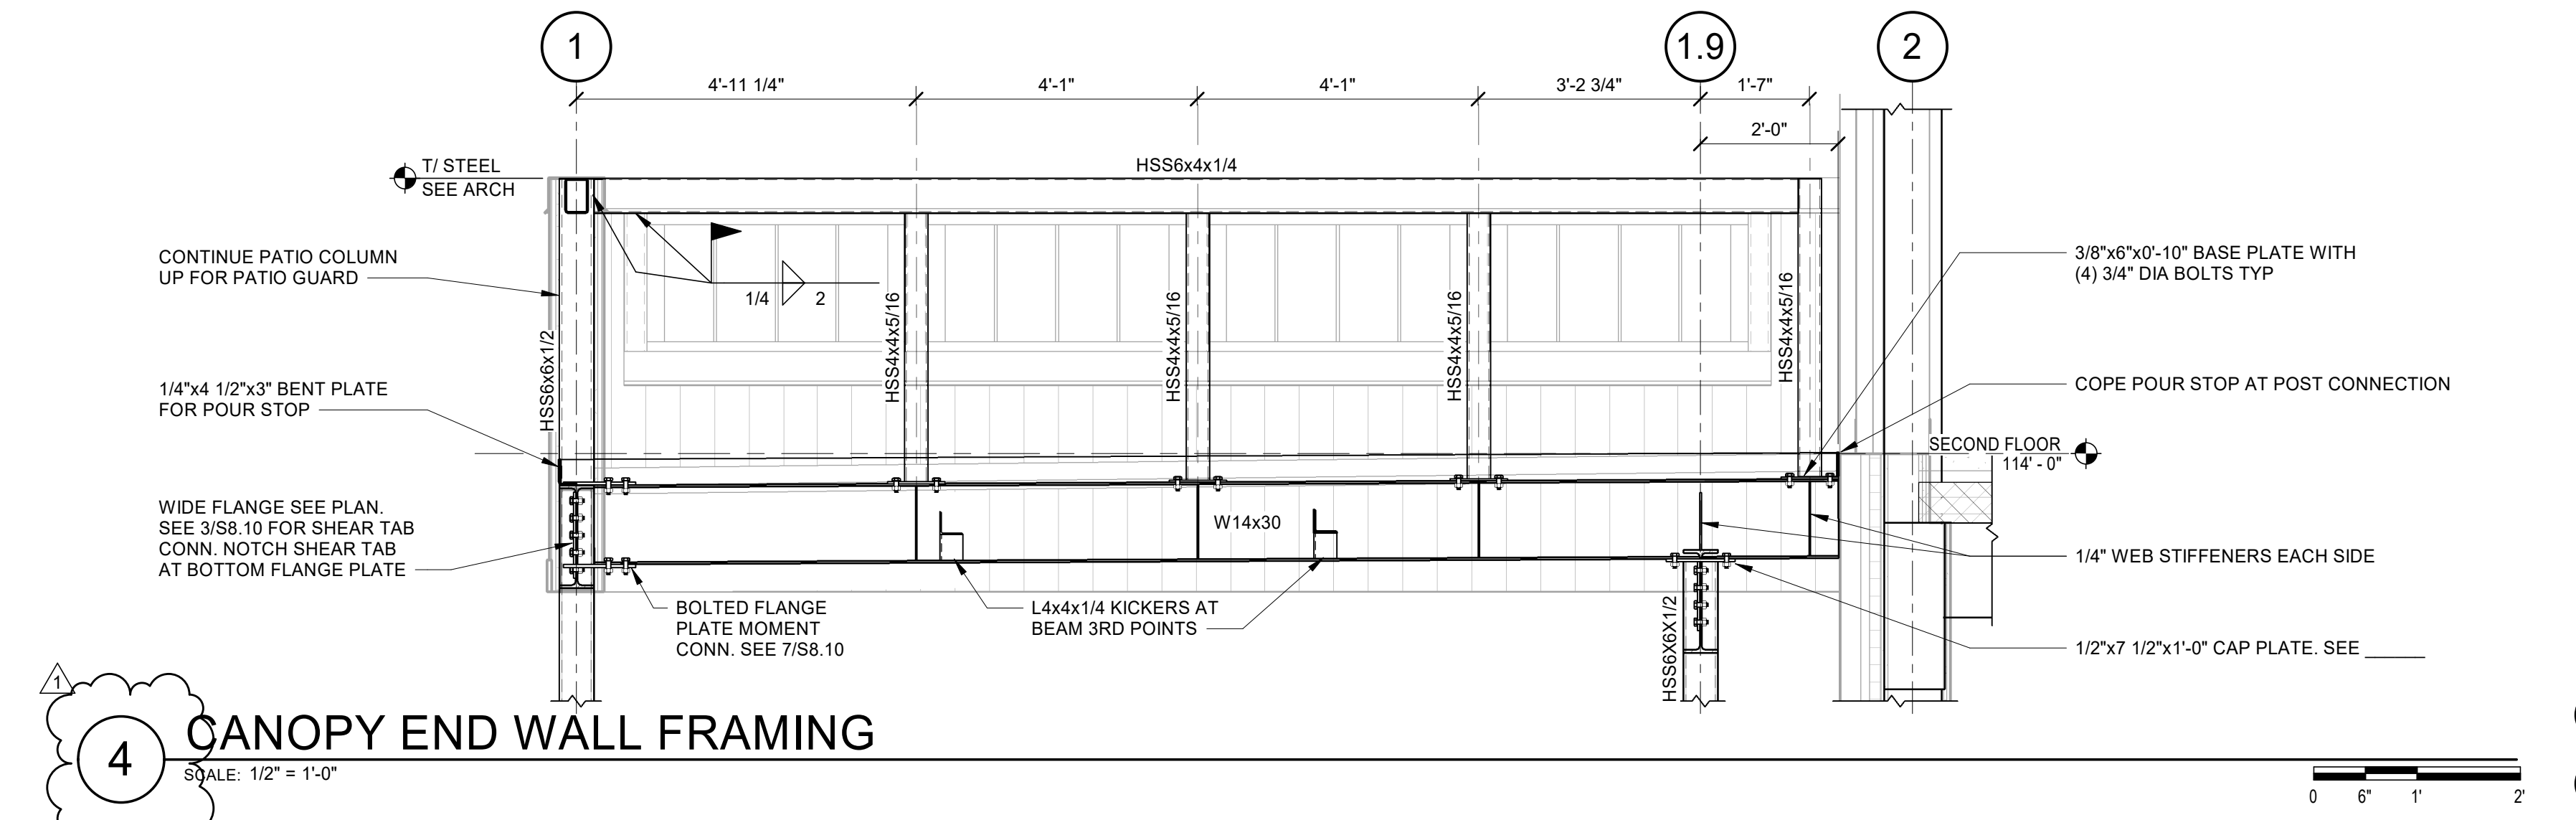 1
1.9
2
4'-11 1/4"
4'-1"
4'-1"
3'-2 3/4"
1'-7"
2'-0"
T/ STEEL
SEE ARCH
HSS6x4x1/4
CONTINUE PATIO COLUMN
UP FOR PATIO GUARD
1/4
2
3/8"x6"x0'-10" BASE PLATE WITH
(4) 3/4" DIA BOLTS TYP
HSS6x6x1/2
HSS4x4x5/16
HSS4x4x5/16
HSS4x4x5/16
HSS4x4x5/16
1/4"x4 1/2"x3" BENT PLATE
FOR POUR STOP
COPE POUR STOP AT POST CONNECTION
SECOND FLOOR
114' - 0"
WIDE FLANGE SEE PLAN.
SEE 3/S8.10 FOR SHEAR TAB
CONN. NOTCH SHEAR TAB
AT BOTTOM FLANGE PLATE
W14x30
1/4" WEB STIFFENERS EACH SIDE
BOLTED FLANGE
PLATE MOMENT
CONN. SEE 7/S8.10
L4x4x1/4 KICKERS AT
BEAM 3RD POINTS
HSS6X6X1/2
1/2"x7 1/2"x1'-0" CAP PLATE. SEE ______
1
4
CANOPY END WALL FRAMING
SCALE: 1/2" = 1'-0"
0 6" 1' 2'